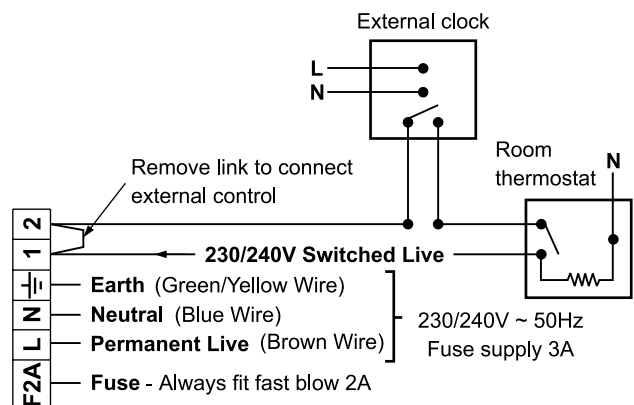 External clock
L
N
Room
thermostat
N
Remove link to connect
external control
2
1
230/240V Switched Live
Earth (Green/Yellow Wire)
N
Neutral (Blue Wire)
L
Permanent Live (Brown Wire)
230/240V ~ 50Hz
Fuse supply 3A
F2A
Fuse - Always fit fast blow 2A